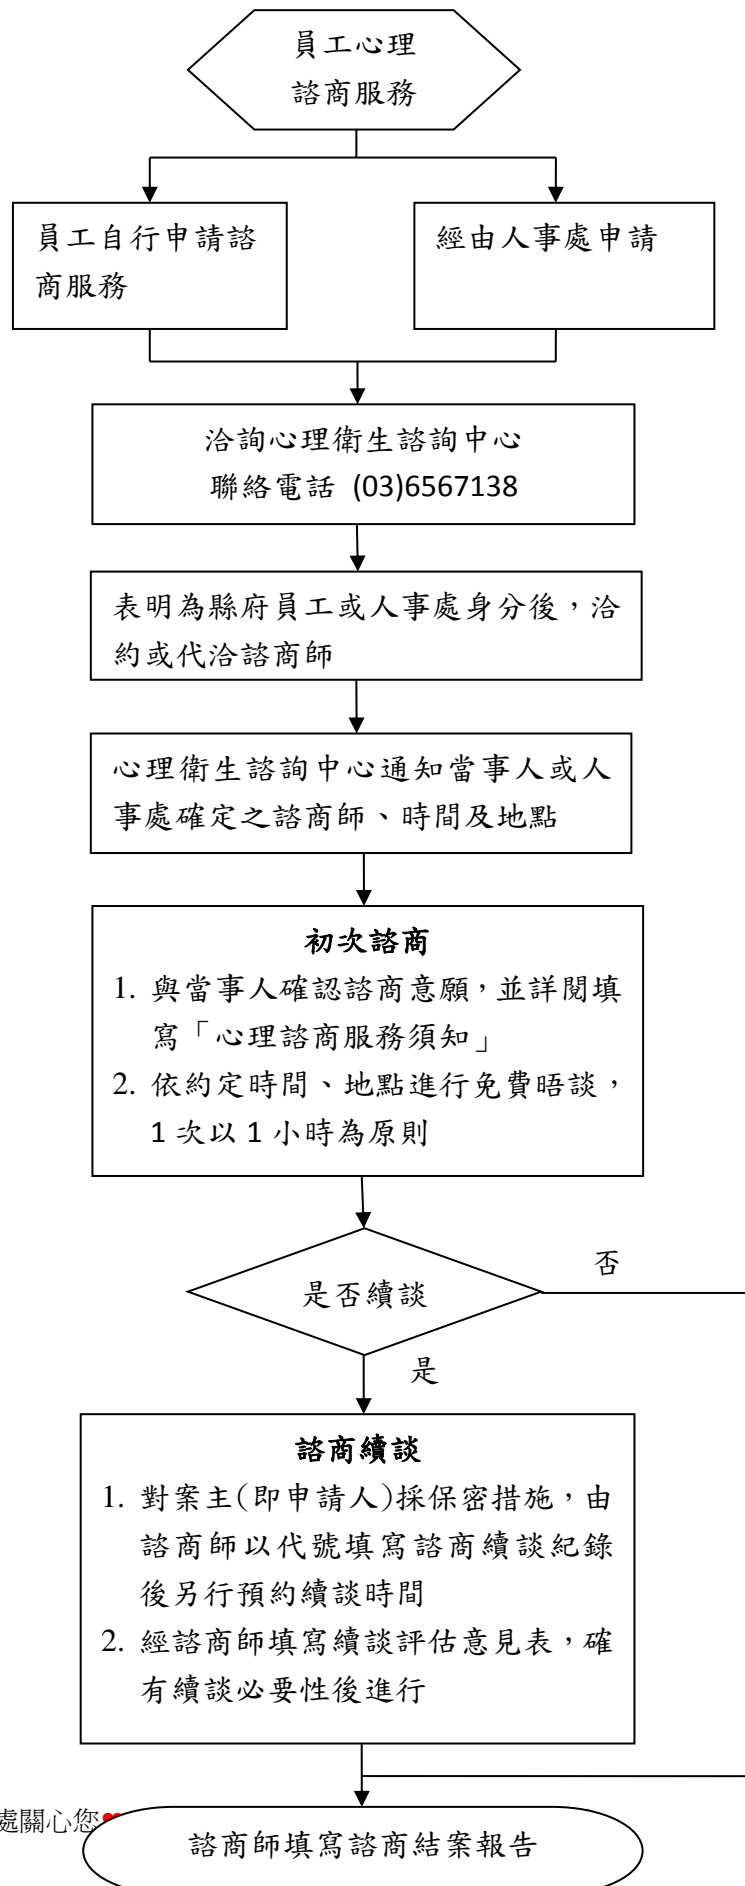 員工心理
諮商服務
員工自行申請諮
商服務
經由人事處申請
洽詢心理衛生諮詢中心
聯絡電話 (03)6567138
表明為縣府員工或人事處身分後，洽
約或代洽諮商師
心理衛生諮詢中心通知當事人或人
事處確定之諮商師、時間及地點
初次諮商
1. 與當事人確認諮商意願，並詳閱填
寫「心理諮商服務須知」
2. 依約定時間、地點進行免費晤談，
1 次以 1 小時為原則
是否續談
否
是
諮商續談
1. 對案主(即申請人)採保密措施，由
諮商師以代號填寫諮商續談紀錄
後另行預約續談時間
2. 經諮商師填寫續談評估意見表，確
有續談必要性後進行
處關心您
諮商師填寫諮商結案報告